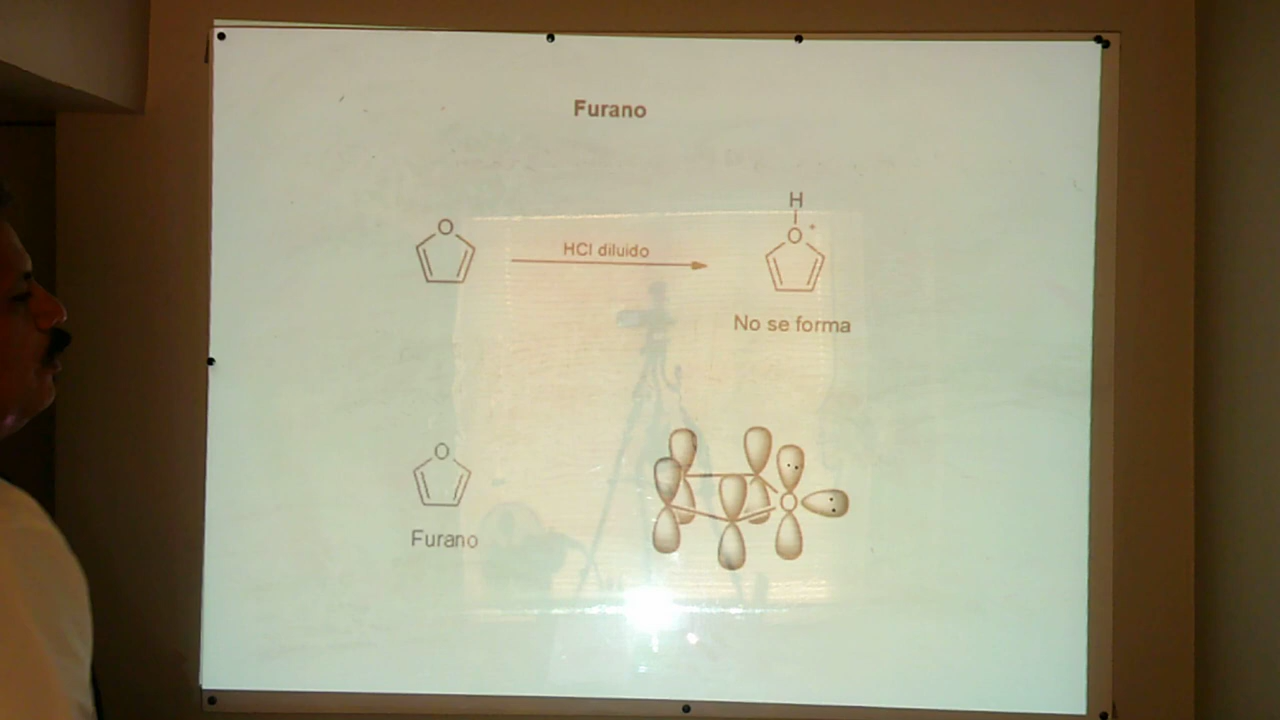 Furano
O
HCl diluido
H
O+
No se forma
O
Furano
O